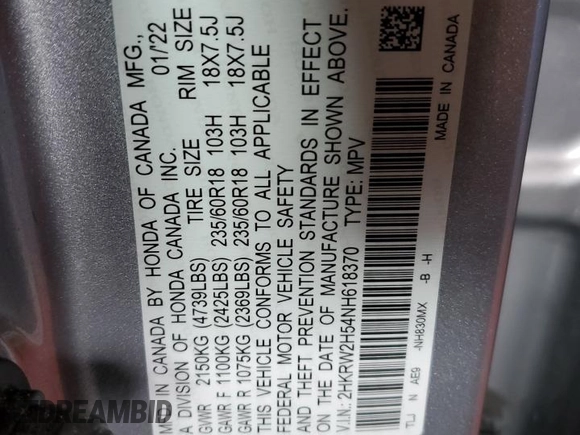 MFD. IN CANADA BY HONDA OF CANADA MFG., 01/22
A DIVISION OF HONDA CANADA INC.
TIRE SIZE RIM SIZE
GVWR 2150KG (4739LBS)
GAWR F 1100KG (2425LBS) 235/60R18 103H 18X7.5J
GAWR R 1075KG (2369LBS) 235/60R18 103H 18X7.5J
THIS VEHICLE CONFORMS TO ALL APPLICABLE
FEDERAL MOTOR VEHICLE SAFETY
AND THEFT PREVENTION STANDARDS IN EFFECT
ON THE DATE OF MANUFACTURE SHOWN ABOVE.
V.I.N.: 2HKRW2H54NH618370 TYPE: MPV
TLJ N AE9 -NH830MX -B -H MADE IN CANADA
DREAMBID